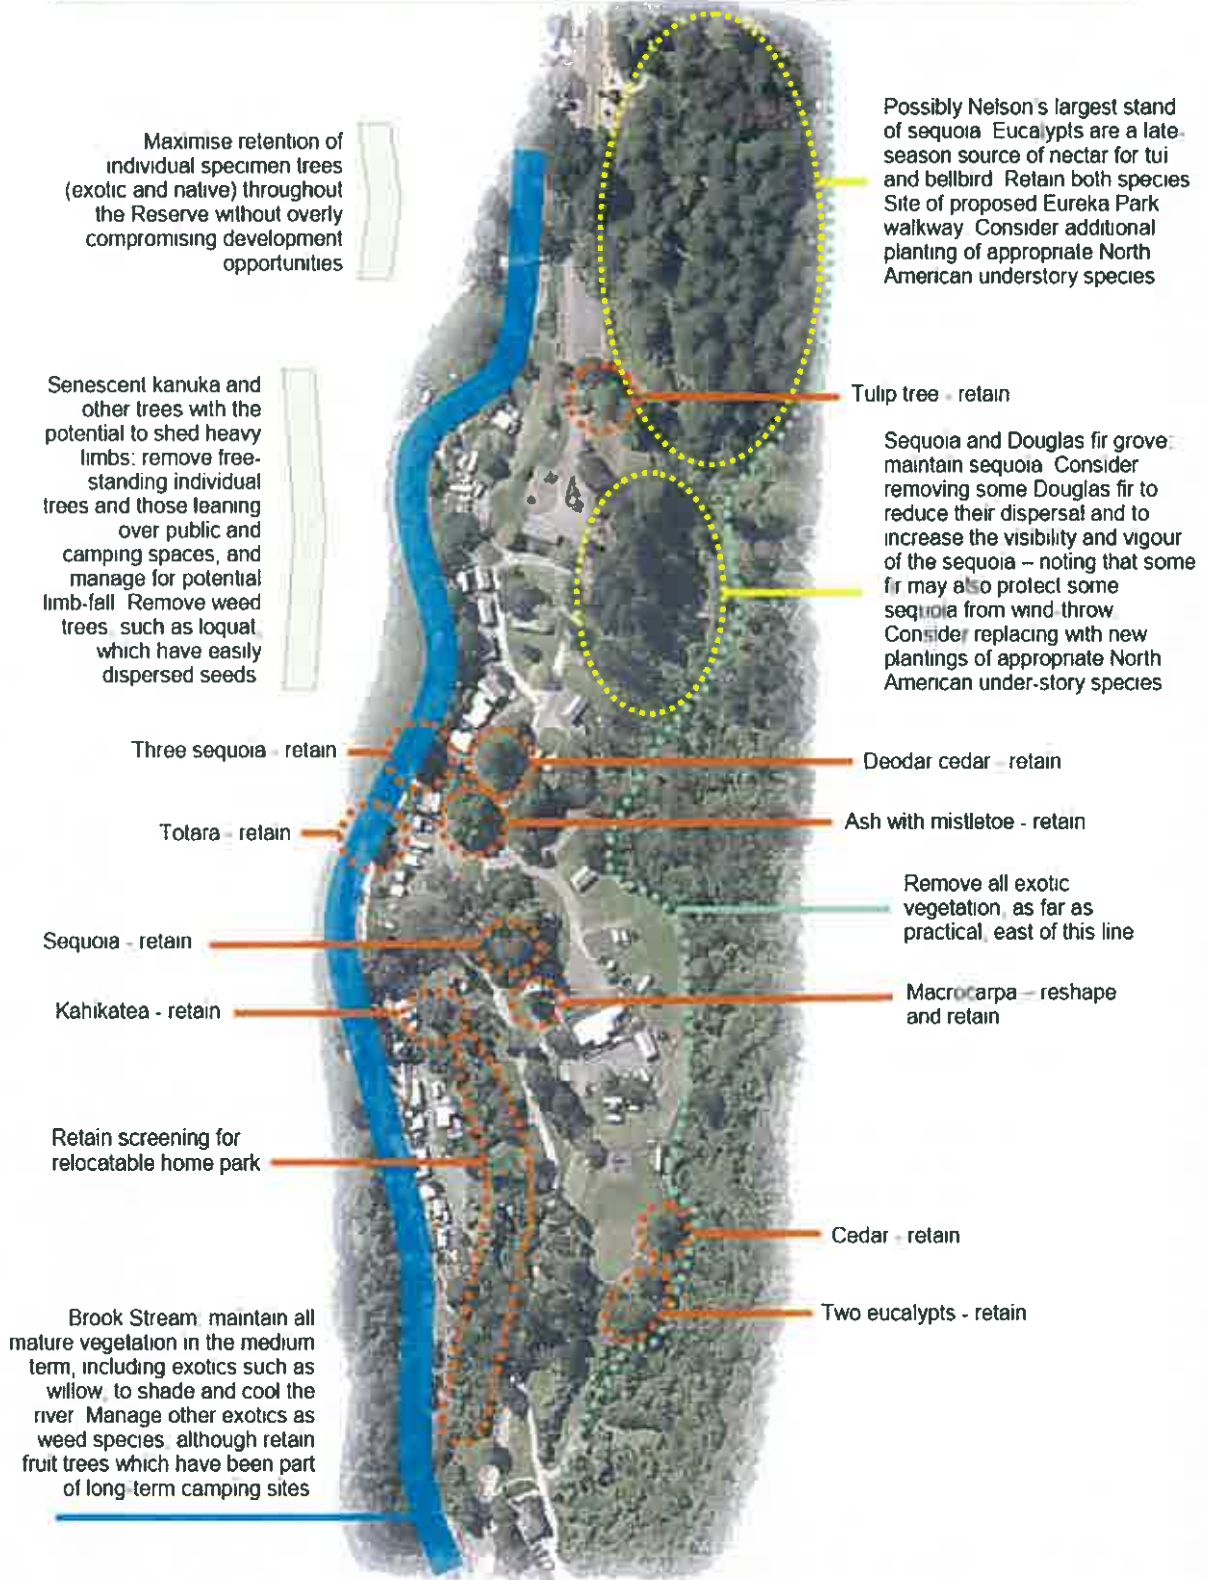 Maximise retention of
individual specimen trees
(exotic and native) throughout
the Reserve without overly
compromising development
opportunities
Possibly Nelson's largest stand
of sequoia Eucalypts are a late-
season source of nectar for tui
and bellbird Retain both species
Site of proposed Eureka Park
walkway Consider additional
planting of appropriate North
American understory species
Senescent kanuka and
other trees with the
potential to shed heavy
limbs: remove free-
standing individual
trees and those leaning
over public and
camping spaces, and
manage for potential
limb-fall Remove weed
trees, such as loquat,
which have easily
dispersed seeds
Tulip tree - retain
Sequoia and Douglas fir grove:
maintain sequoia Consider
removing some Douglas fir to
reduce their dispersal and to
increase the visibility and vigour
of the sequoia – noting that some
fir may also protect some
sequoia from wind-throw
Consider replacing with new
plantings of appropriate North
American under-story species
Three sequoia - retain
Deodar cedar - retain
Totara - retain
Ash with mistletoe - retain
Remove all exotic
vegetation, as far as
practical, east of this line
Sequoia - retain
Macrocarpa – reshape
and retain
Kahikatea - retain
Retain screening for
relocatable home park
Cedar - retain
Two eucalypts - retain
Brook Stream: maintain all
mature vegetation in the medium
term, including exotics such as
willow, to shade and cool the
river Manage other exotics as
weed species, although retain
fruit trees which have been part
of long-term camping sites